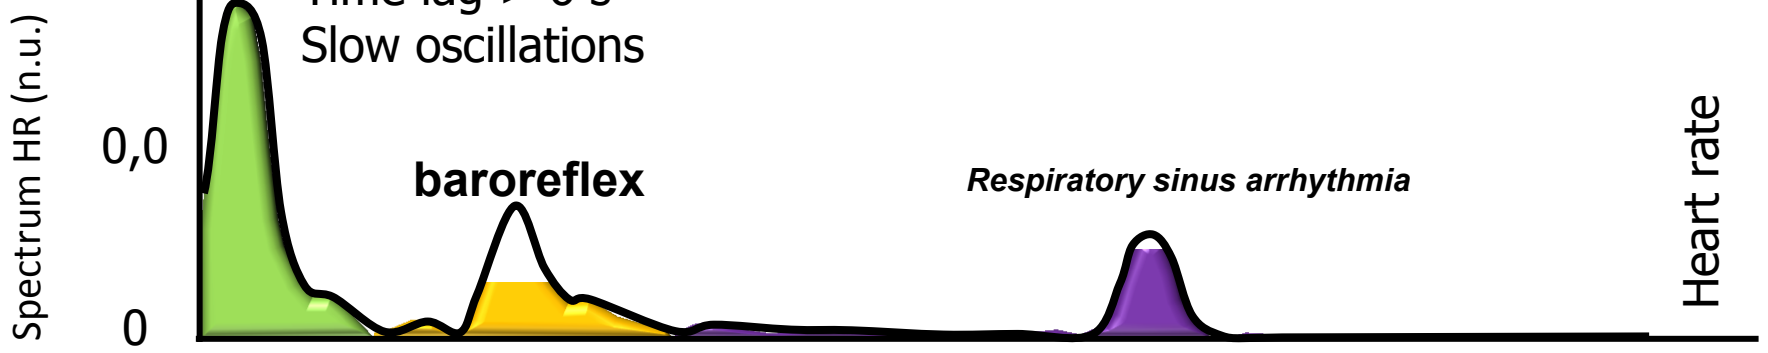 Slow oscillations
Spectrum HR (n.u.)
0,0
baroreflex
Respiratory sinus arrhythmia
Heart rate
0